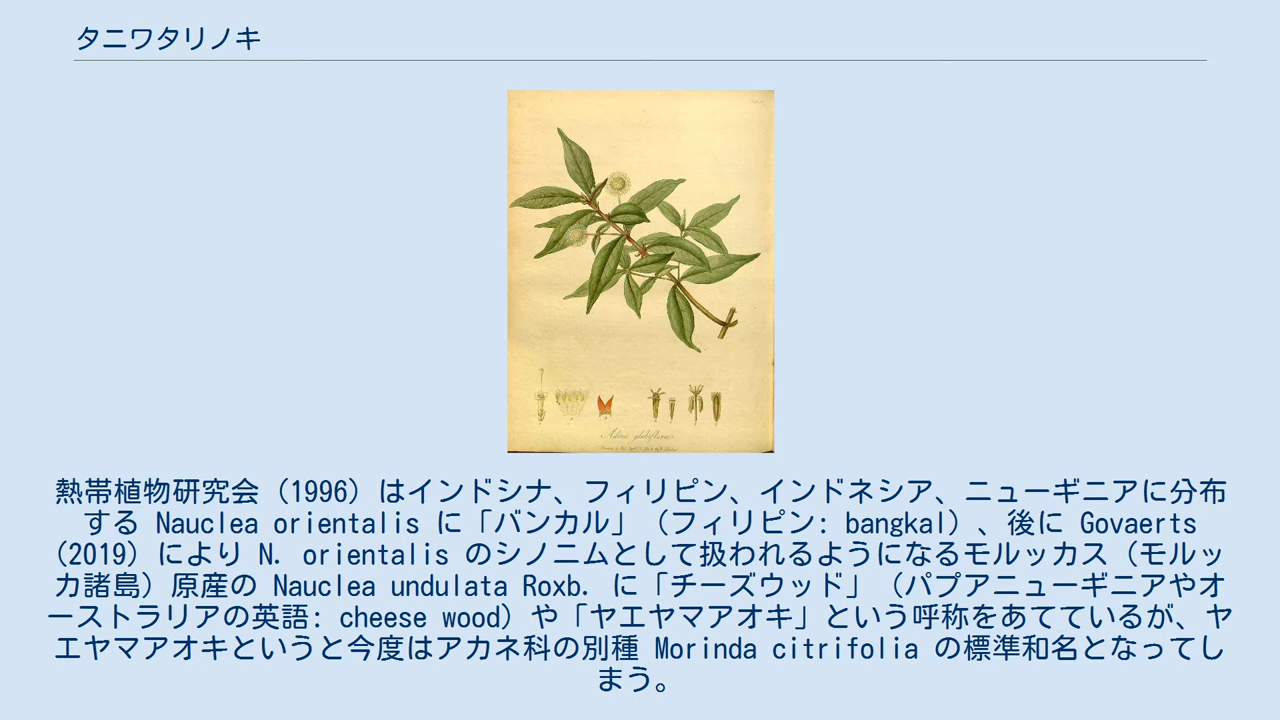 タニワタリノキ
Adina globiflora
熱帯植物研究会（1996）はインドシナ、フィリピン、インドネシア、ニューギニアに分布
する Nauclea orientalis に「バンカル」（フィリピン: bangkal）、後に Govaerts
(2019) により N. orientalis のシノニムとして扱われるようになるモルッカス（モルッ
カ諸島）原産の Nauclea undulata Roxb. に「チーズウッド」（パプアニューギニアやオ
ーストラリアの英語: cheese wood）や「ヤエヤマアオキ」という呼称をあてているが、ヤ
エヤマアオキというと今度はアカネ科の別種 Morinda citrifolia の標準和名となってし
まう。